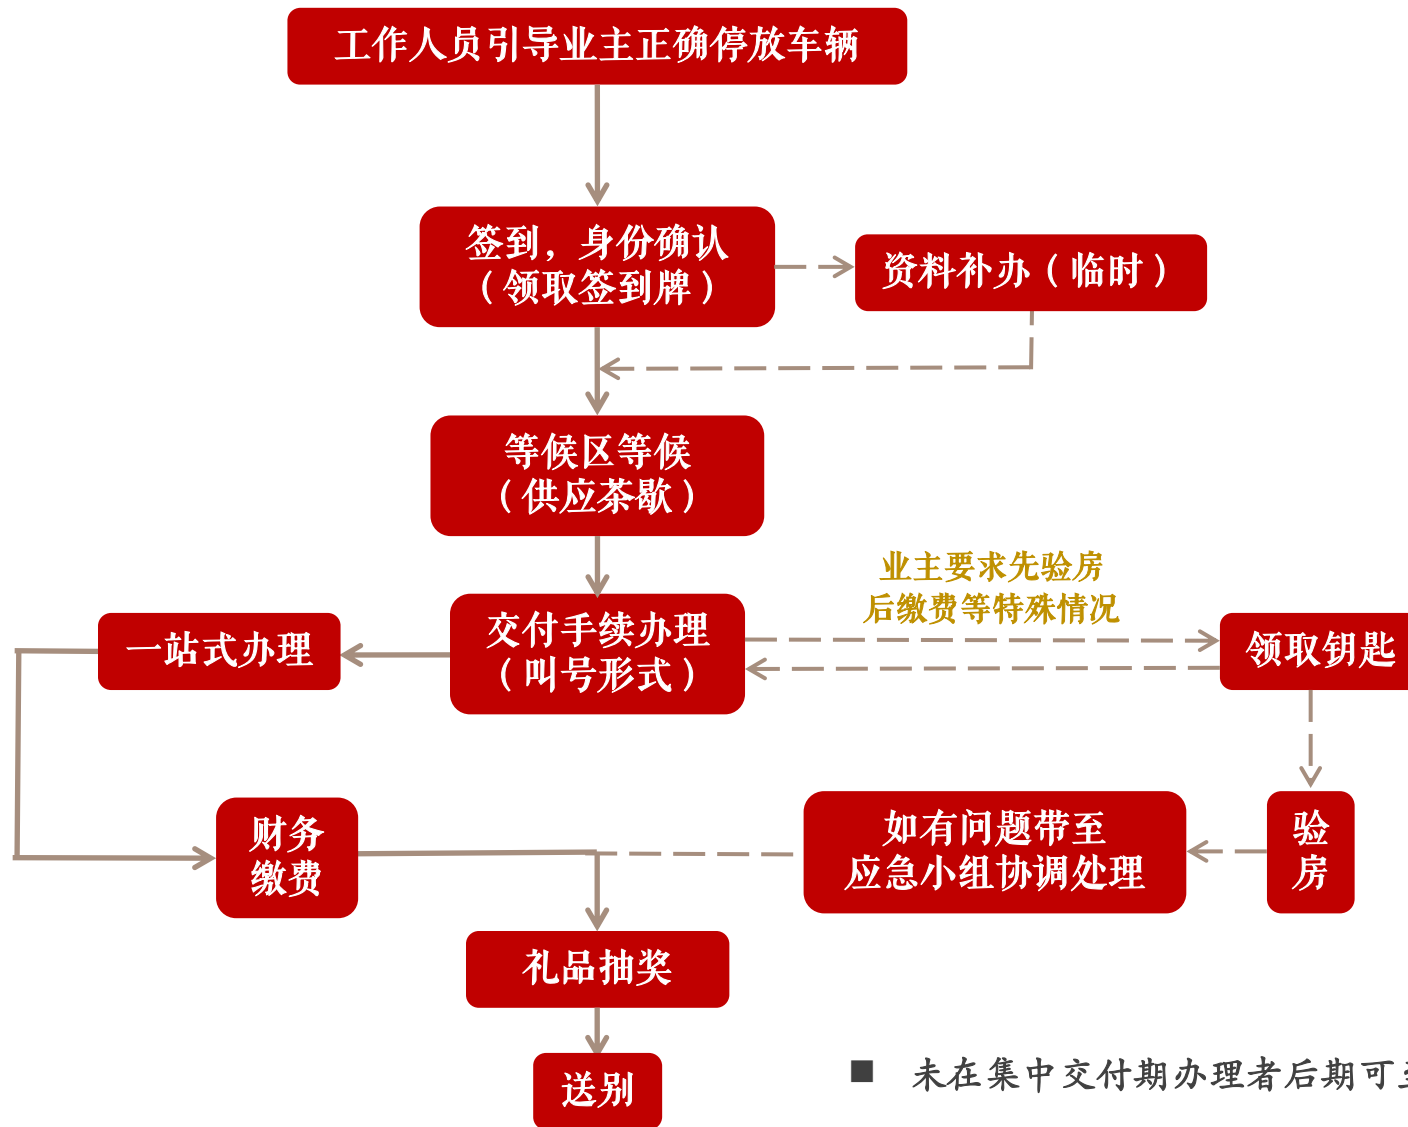 工作人员引导业主正确停放车辆
签到，身份确认
（领取签到牌）
资料补办（临时）
等候区等候
（供应茶歇）
业主要求先验房
后缴费等特殊情况
一站式办理
交付手续办理
（叫号形式）
领取钥匙
财务
缴费
如有问题带至
应急小组协调处理
验
房
礼品抽奖
送别
■ 未在集中交付期办理者后期可